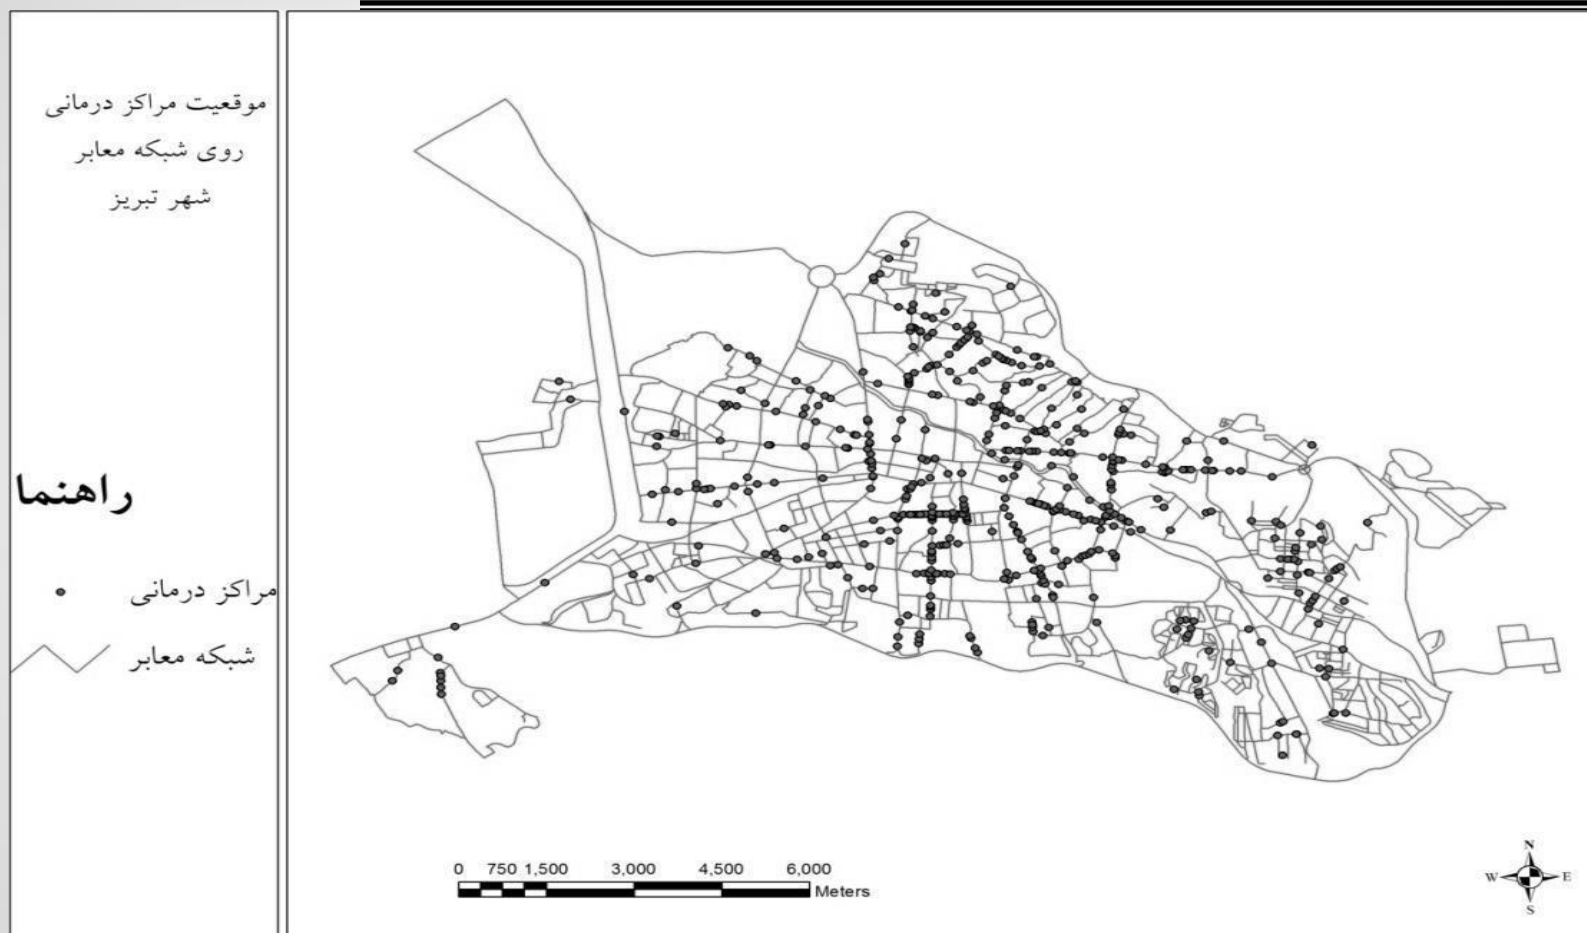 موقعیت مراکز درمانی
روی شبکه معابر
شهر تبریز
راهنما
مراکز درمانی
شبکه معابر
0 750 1,500 3,000 4,500 6,000
Meters
N
W E
S